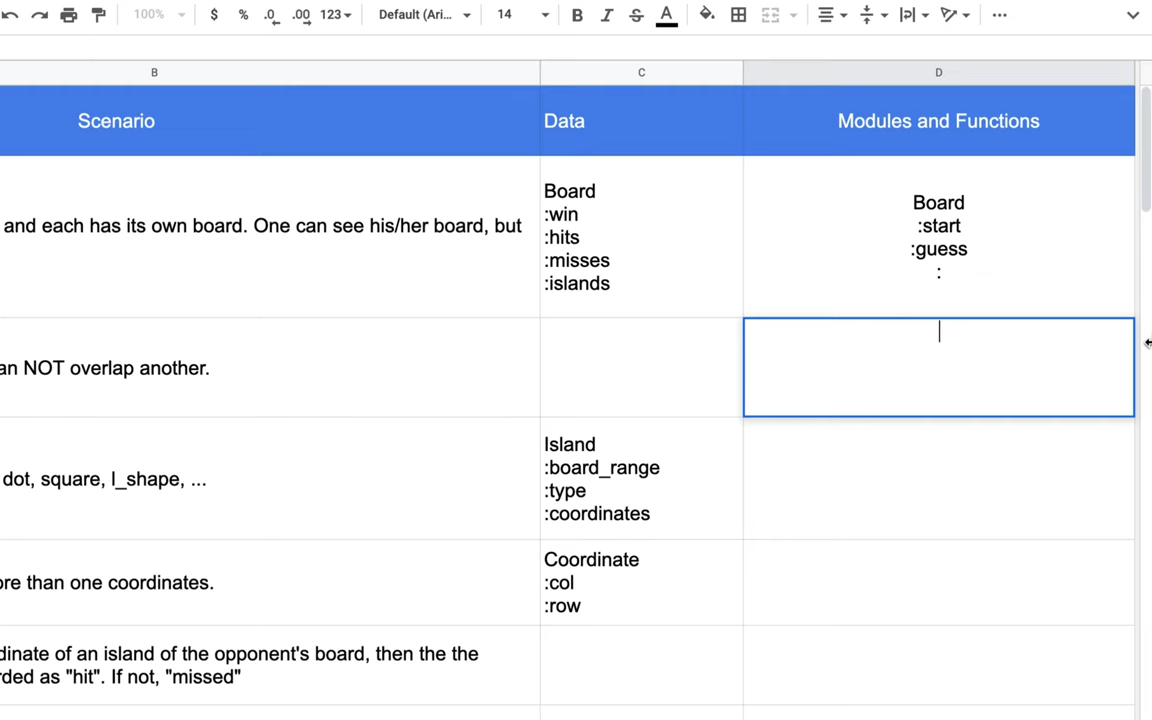 100% $ % .0 .00 123 Default (Ari... 14 B I S A
B C D
Scenario Data Modules and Functions
and each has its own board. One can see his/her board, but
Board
:win
:hits
:misses
:islands
Board
:start
:guess
:
an NOT overlap another.
dot, square, l_shape, ...
Island
:board_range
:type
:coordinates
ore than one coordinates.
Coordinate
:col
:row
dinate of an island of the opponent's board, then the the
rded as "hit". If not, "missed"